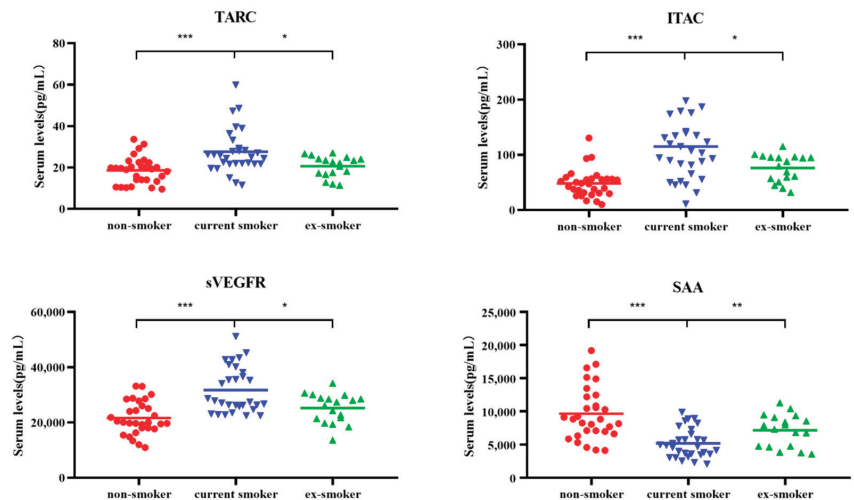 TARC
*** *
80
60
40
20
0
Serum levels(pg/mL)
non-smoker current smoker ex-smoker
ITAC
*** *
300
200
100
0
Serum levels(pg/mL)
non-smoker current smoker ex-smoker
sVEGFR
*** *
60,000
40,000
20,000
0
Serum levels(pg/mL)
non-smoker current smoker ex-smoker
SAA
*** **
25,000
20,000
15,000
10,000
5,000
0
Serum levels(pg/mL)
non-smoker current smoker ex-smoker